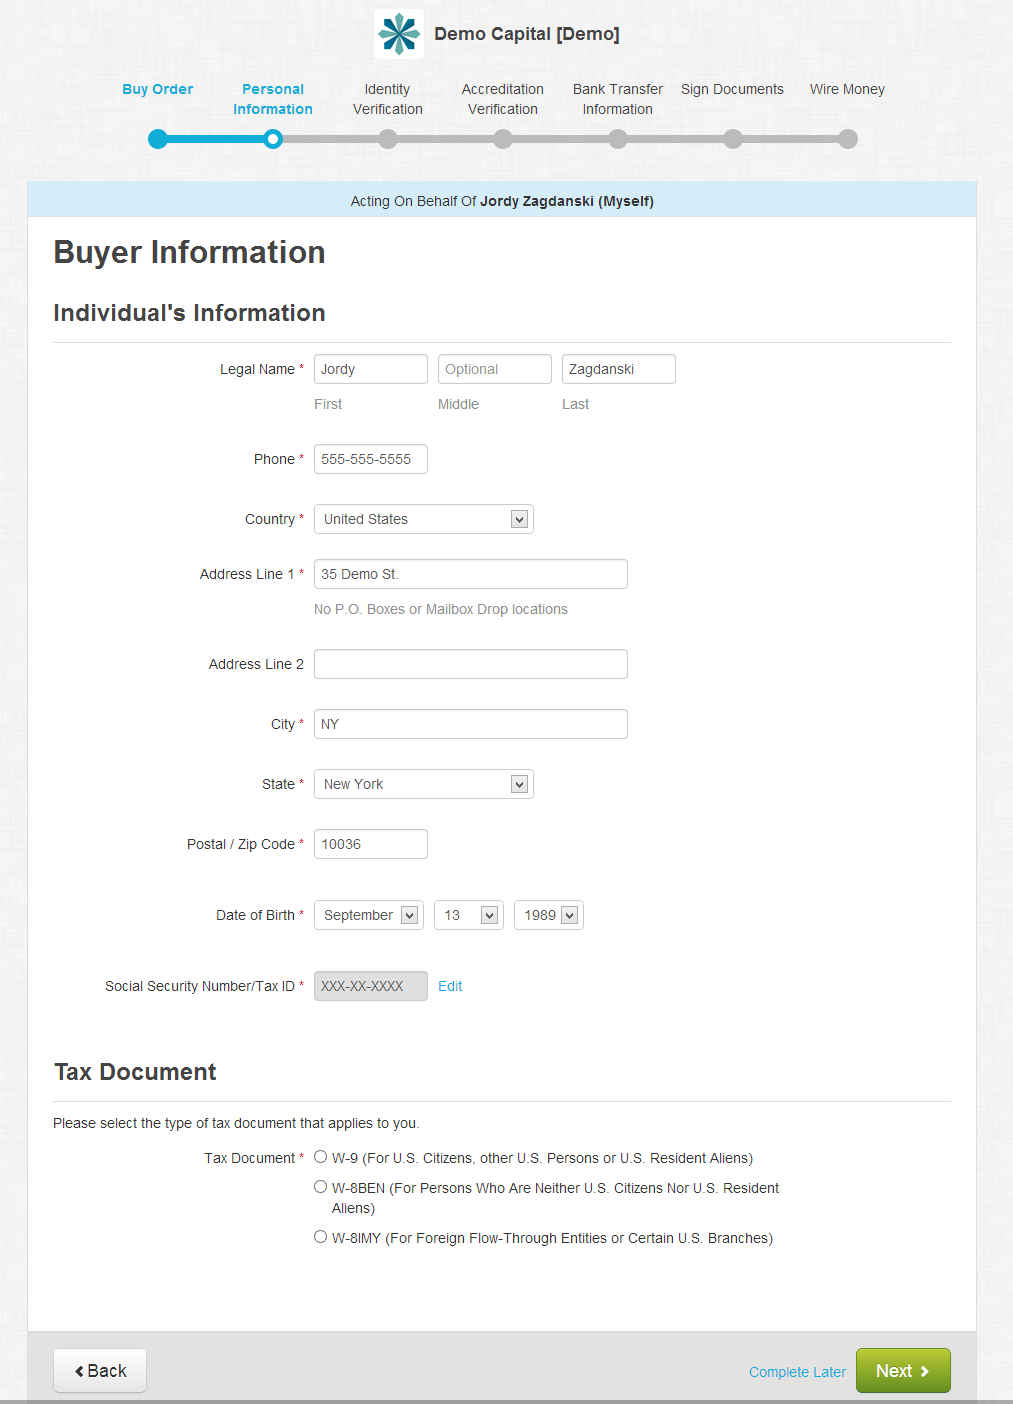 Demo Capital [Demo]
Buy Order
Personal
Information
Identity
Verification
Accreditation
Verification
Bank Transfer
Information
Sign Documents
Wire Money
Acting On Behalf Of Jordy Zagdanski (Myself)
Buyer Information
Individual's Information
Legal Name * Jordy Optional Zagdanski
First Middle Last
Phone * 555-555-5555
Country * United States
Address Line 1 * 35 Demo St.
No P.O. Boxes or Mailbox Drop locations
Address Line 2
City * NY
State * New York
Postal / Zip Code * 10036
Date of Birth * September 13 1989
Social Security Number/Tax ID * XXX-XX-XXXX Edit
Tax Document
Please select the type of tax document that applies to you.
Tax Document * W-9 (For U.S. Citizens, other U.S. Persons or U.S. Resident Aliens)
W-8BEN (For Persons Who Are Neither U.S. Citizens Nor U.S. Resident
Aliens)
W-8IMY (For Foreign Flow-Through Entities or Certain U.S. Branches)
Back Complete Later Next